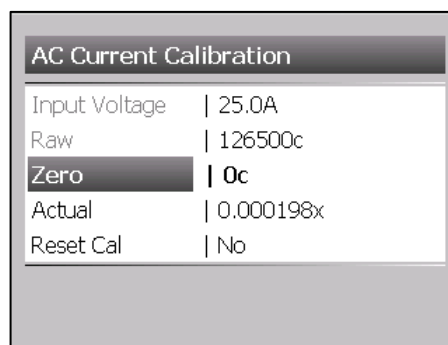 AC Current Calibration
Input Voltage | 25.0A
Raw | 126500c
Zero | 0c
Actual | 0.000198x
Reset Cal | No